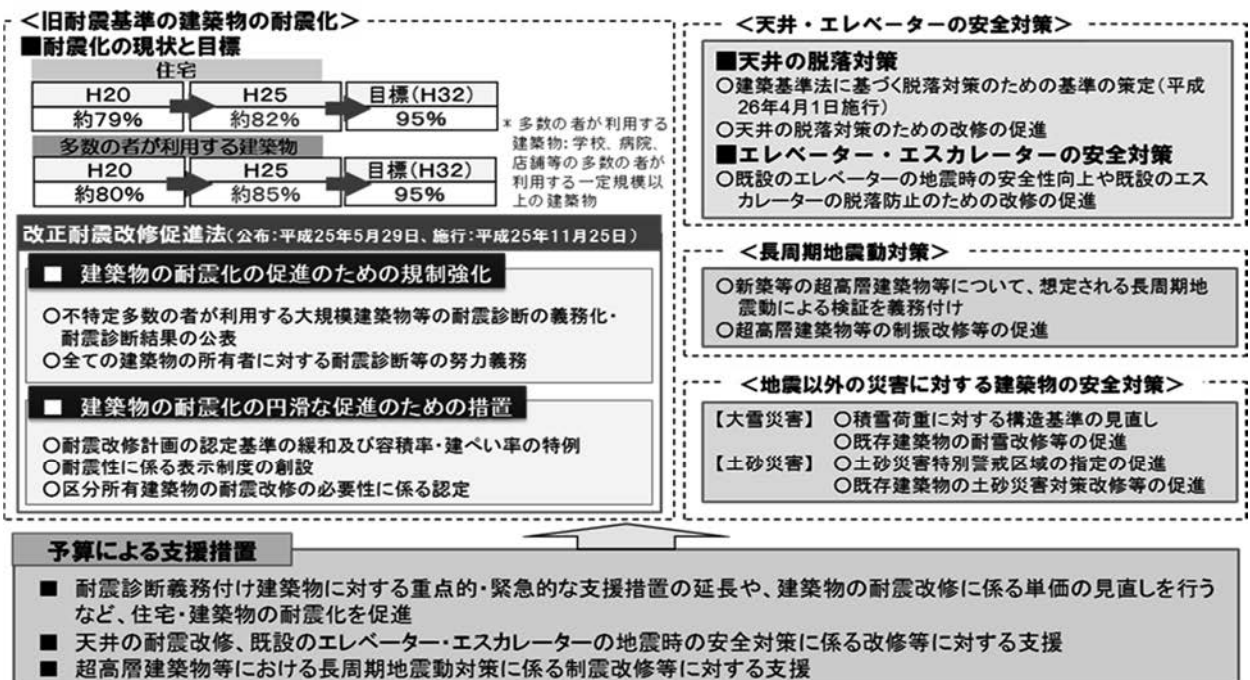 ＜旧耐震基準の建築物の耐震化＞
■耐震化の現状と目標
住宅
H20 H25 目標(H32)
約79% 約82% 95%
多数の者が利用する建築物
H20 H25 目標(H32)
約80% 約85% 95%
* 多数の者が利用する
建築物：学校、病院、
店舗等の多数の者が
利用する一定規模以
上の建築物
改正耐震改修促進法(公布:平成25年5月29日、施行:平成25年11月25日)
■ 建築物の耐震化の促進のための規制強化
○不特定多数の者が利用する大規模建築物等の耐震診断の義務化・
耐震診断結果の公表
○全ての建築物の所有者に対する耐震診断等の努力義務
■ 建築物の耐震化の円滑な促進のための措置
○耐震改修計画の認定基準の緩和及び容積率・建ぺい率の特例
○耐震性に係る表示制度の創設
○区分所有建築物の耐震改修の必要性に係る認定
＜天井・エレベーターの安全対策＞
■天井の脱落対策
○建築基準法に基づく脱落対策のための基準の策定(平成
26年4月1日施行)
○天井の脱落対策のための改修の促進
■エレベーター・エスカレーターの安全対策
○既設のエレベーターの地震時の安全性向上や既設のエス
カレーターの脱落防止のための改修の促進
＜長周期地震動対策＞
○新築等の超高層建築物等について、想定される長周期地
震動による検証を義務付け
○超高層建築物等の制振改修等の促進
＜地震以外の災害に対する建築物の安全対策＞
【大雪災害】 ○積雪荷重に対する構造基準の見直し
○既存建築物の耐雪改修等の促進
【土砂災害】 ○土砂災害特別警戒区域の指定の促進
○既存建築物の土砂災害対策改修等の促進
予算による支援措置
■ 耐震診断義務付け建築物に対する重点的・緊急的な支援措置の延長や、建築物の耐震改修に係る単価の見直しを行う
など、住宅・建築物の耐震化を促進
■ 天井の耐震改修、既設のエレベーター・エスカレーターの地震時の安全対策に係る改修等に対する支援
■ 超高層建築物等における長周期地震動対策に係る制震改修等に対する支援